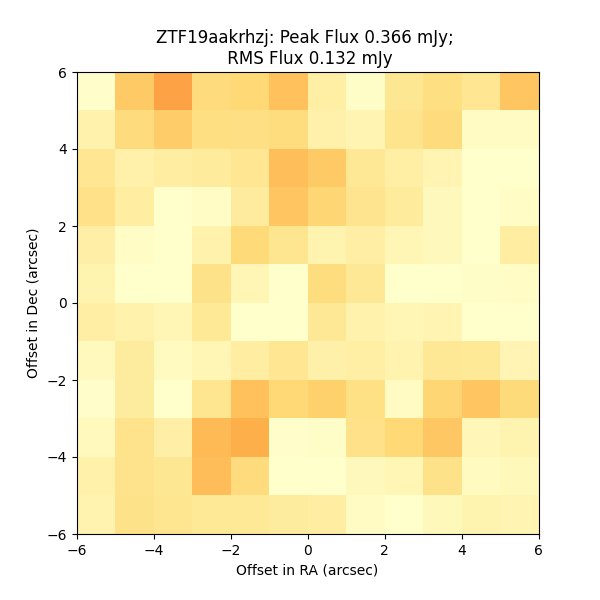 ZTF19aakrhzj: Peak Flux 0.366 mJy;
RMS Flux 0.132 mJy
6
4
2
0
−2
−4
−6
Offset in Dec (arcsec)
−6 −4 −2 0 2 4 6
Offset in RA (arcsec)